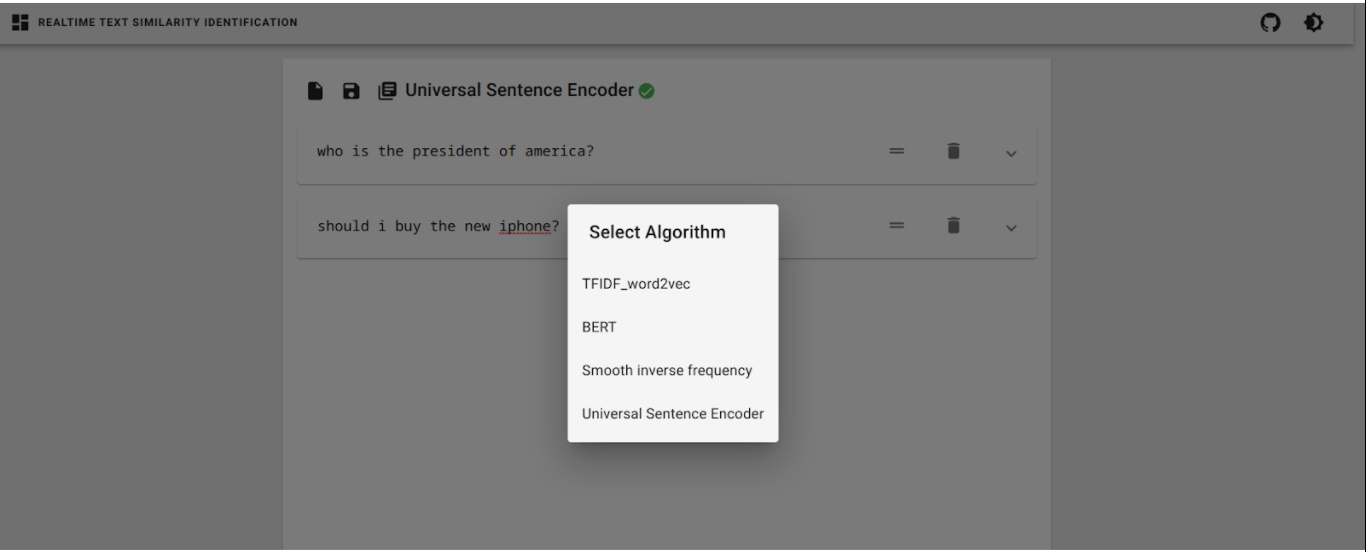 REALTIME TEXT SIMILARITY IDENTIFICATION
Universal Sentence Encoder
who is the president of america?
should i buy the new iphone?
Select Algorithm
TFIDF_word2vec
BERT
Smooth inverse frequency
Universal Sentence Encoder